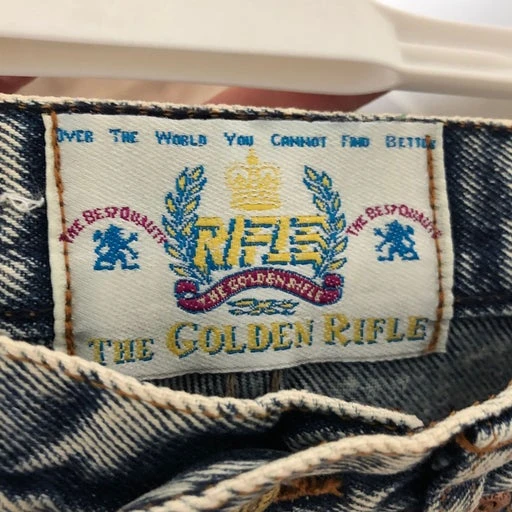 OVER THE WORLD YOU CANNOT FIND BETTER
THE BEST QUALITY
THE BEST QUALITY
RIFLE
THE GOLDEN RIFLE
THE GOLDEN RIFLE